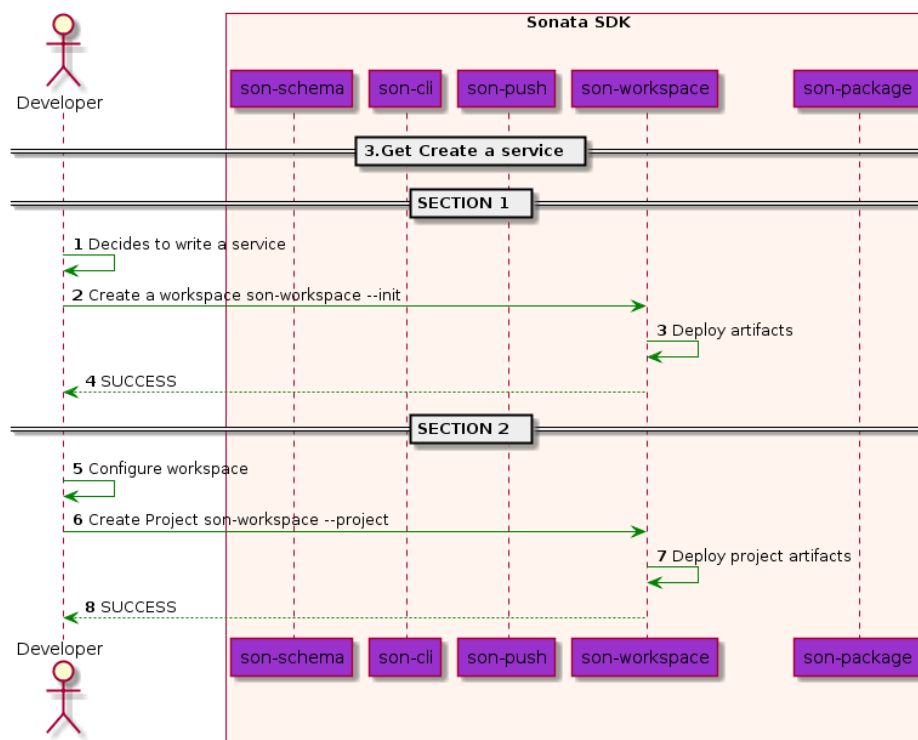 Sonata SDK
Developer
son-schema
son-cli
son-push
son-workspace
son-package
3.Get Create a service
SECTION 1
1 Decides to write a service
2 Create a workspace son-workspace --init
3 Deploy artifacts
4 SUCCESS
SECTION 2
5 Configure workspace
6 Create Project son-workspace --project
7 Deploy project artifacts
8 SUCCESS
Developer
son-schema
son-cli
son-push
son-workspace
son-package